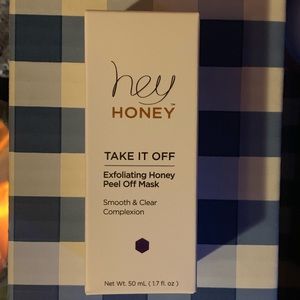 hey
HONEY™
TAKE IT OFF
Exfoliating Honey
Peel Off Mask
Smooth & Clear
Complexion
Net Wt. 50 mL ( 1.7 fl. oz )